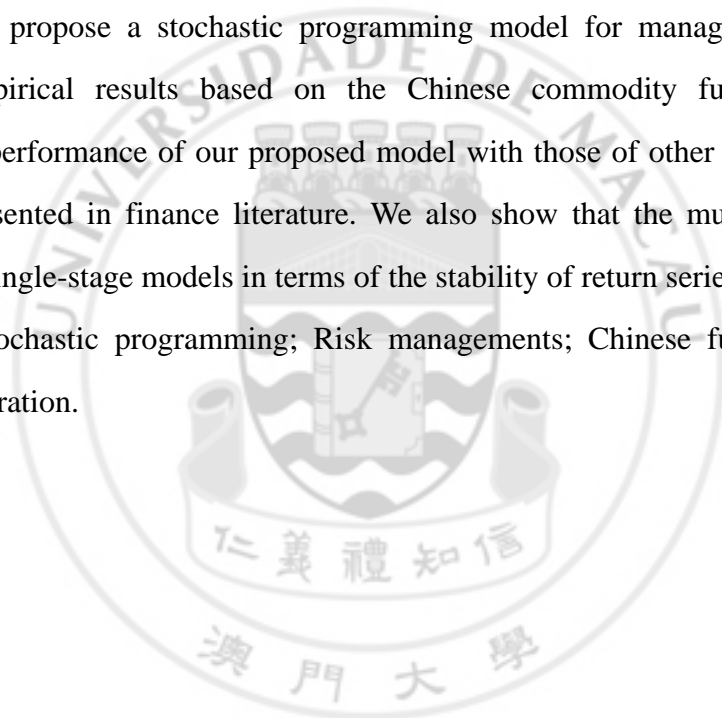 propose a stochastic programming model for manag
pirical results based on the Chinese commodity fu
performance of our proposed model with those of other
sented in finance literature. We also show that the mu
ingle-stage models in terms of the stability of return serie
ochastic programming; Risk managements; Chinese fu
ration.
UNIVERSIDADE DE MACAU
仁義禮知信
澳門大學